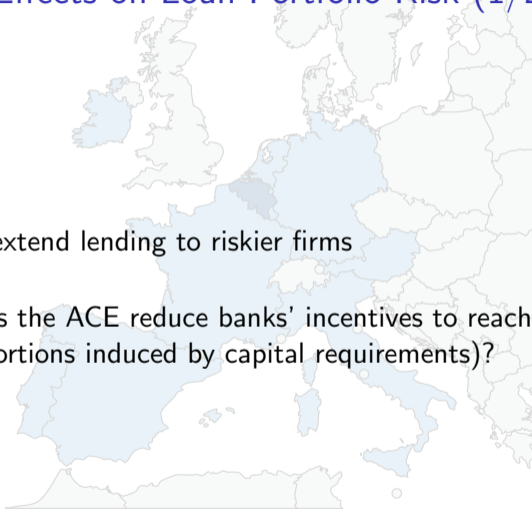 Effects on Loan Portfolio Risk (1/
extend lending to riskier firms
s the ACE reduce banks' incentives to reach
ortions induced by capital requirements)?